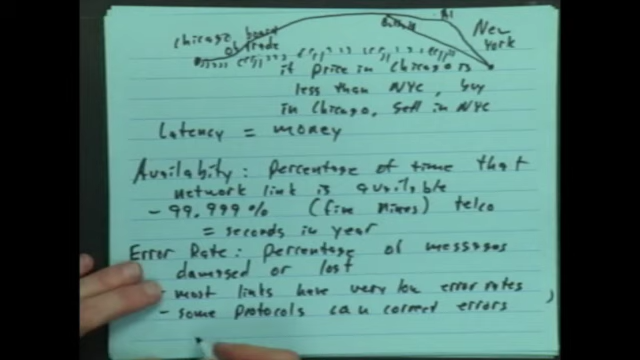 New
York
chicago board
of trade
if price in Chicago is
less than NYC, buy
in Chicago, sell in NYC
Latency = money
Availabity: Percentage of time that
network link is available
- 99.999% (five nines) telco
= seconds in year
Error Rate: Percentage of messages
damaged or lost
- most links have very low error rates
- some protocols can correct errors